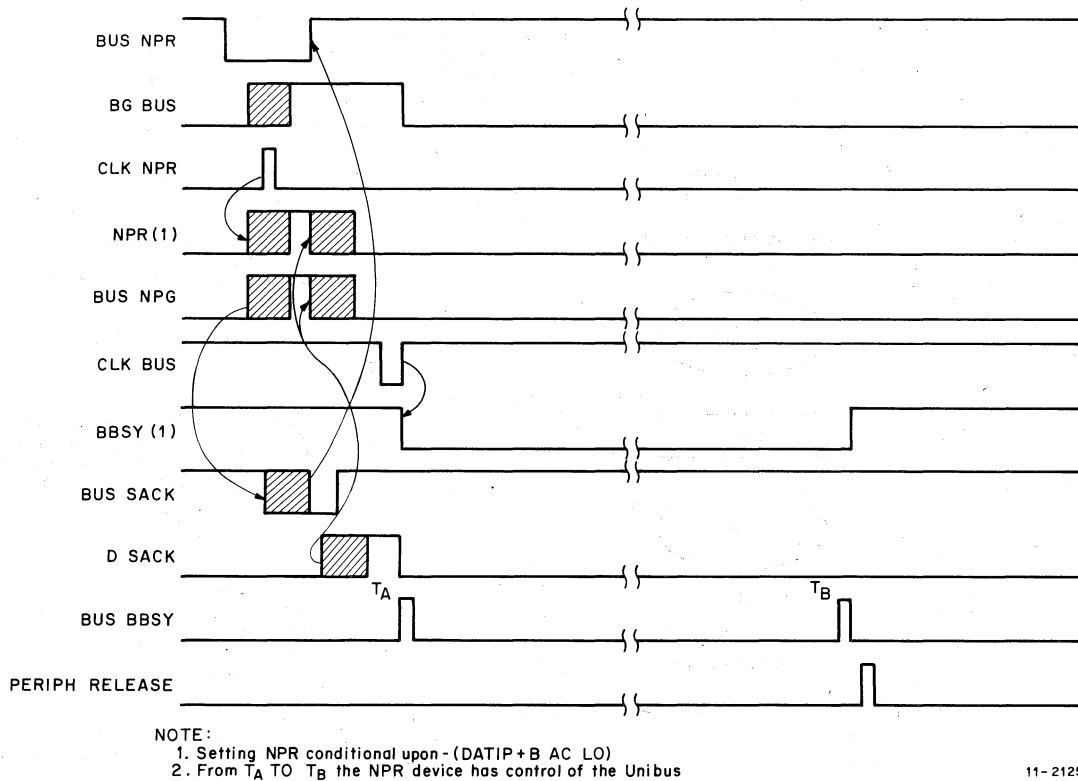 BUS NPR
BG BUS
CLK NPR
NPR (1)
BUS NPG
CLK BUS
BBSY (1)
BUS SACK
D SACK
TA
TB
BUS BBSY
PERIPH RELEASE
NOTE:
1. Setting NPR conditional upon - (DATIP + B AC LO)
2. From TA TO TB the NPR device has control of the Unibus
11-2125